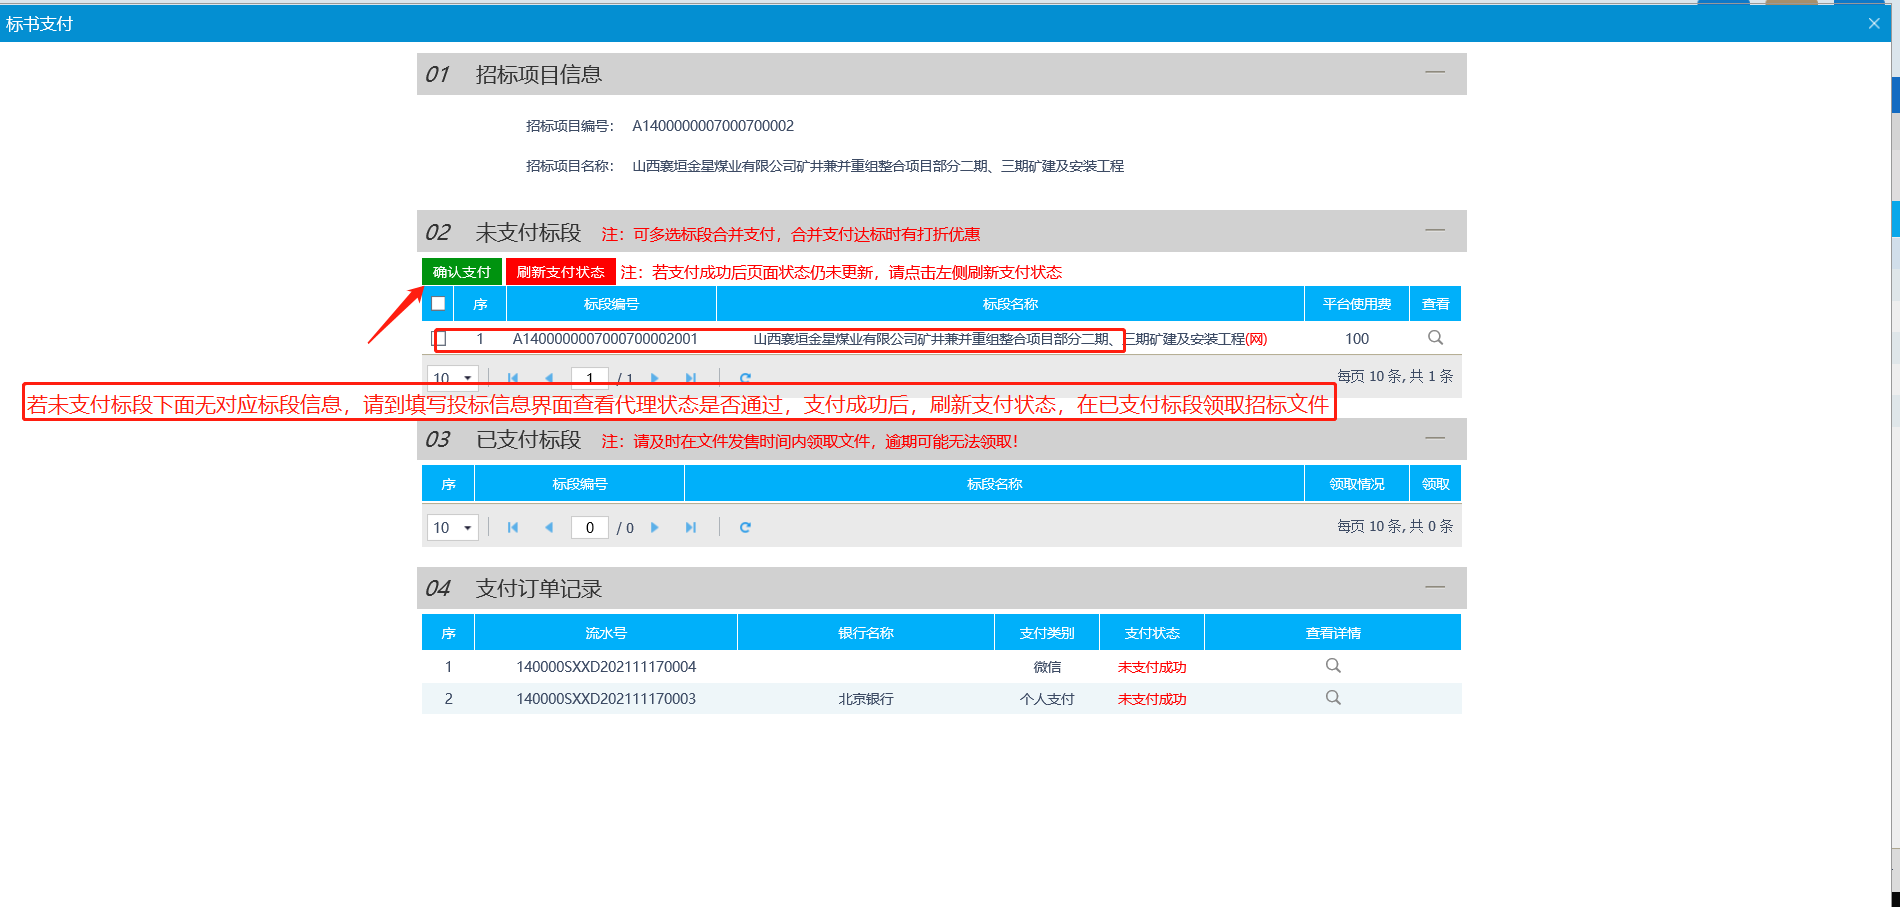 标书支付
01 招标项目信息
招标项目编号： A1400000007000700002
招标项目名称： 山西襄垣金星煤业有限公司矿井兼并重组整合项目部分二期、三期矿建及安装工程
02 未支付标段 注：可多选标段合并支付，合并支付达标时有打折优惠
确认支付 刷新支付状态 注：若支付成功后页面状态仍未更新，请点击左侧刷新支付状态
序 标段编号 标段名称 平台使用费 查看
1 A1400000007000700002001 山西襄垣金星煤业有限公司矿井兼并重组整合项目部分二期、三期矿建及安装工程(网) 100
10 1 / 1 每页 10 条, 共 1 条
若未支付标段下面无对应标段信息，请到填写投标信息界面查看代理状态是否通过，支付成功后，刷新支付状态，在已支付标段领取招标文件
03 已支付标段 注：请及时在文件发售时间内领取文件，逾期可能无法领取！
序 标段编号 标段名称 领取情况 领取
10 0 / 0 每页 10 条, 共 0 条
04 支付订单记录
序 流水号 银行名称 支付类别 支付状态 查看详情
1 140000SXXD202111170004 微信 未支付成功
2 140000SXXD202111170003 北京银行 个人支付 未支付成功